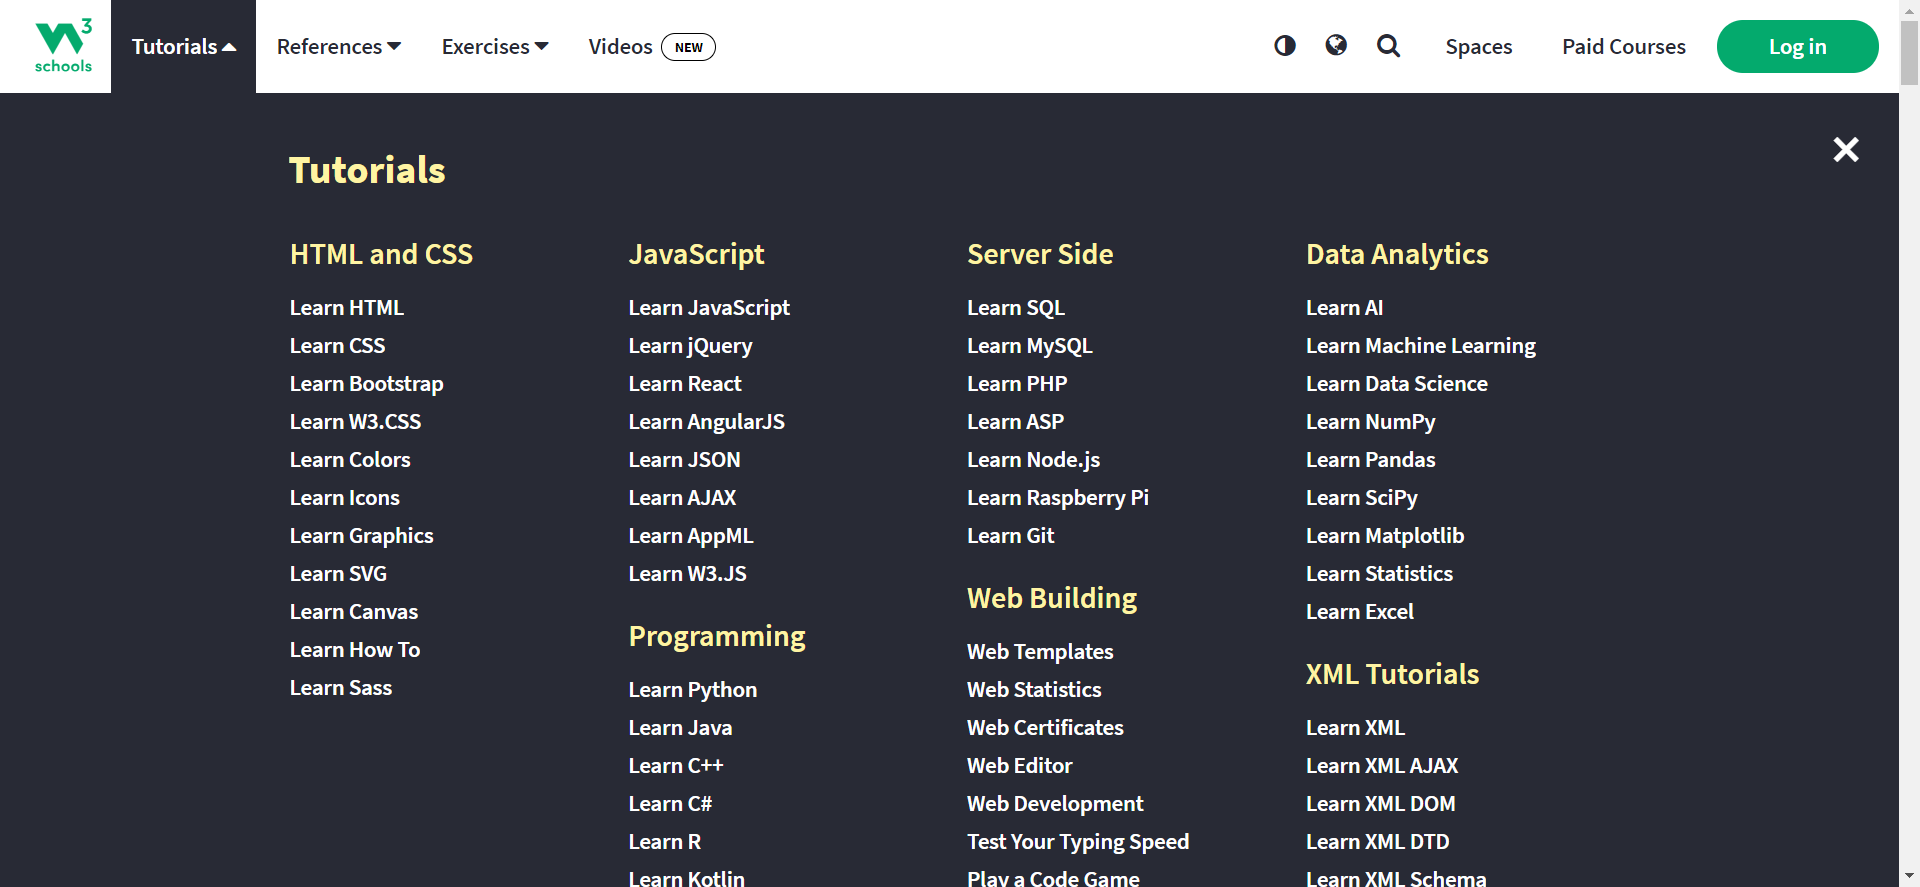 3
schools
Tutorials
References
Exercises
Videos NEW
Spaces
Paid Courses
Log in
Tutorials
HTML and CSS
Learn HTML
Learn CSS
Learn Bootstrap
Learn W3.CSS
Learn Colors
Learn Icons
Learn Graphics
Learn SVG
Learn Canvas
Learn How To
Learn Sass
JavaScript
Learn JavaScript
Learn jQuery
Learn React
Learn AngularJS
Learn JSON
Learn AJAX
Learn AppML
Learn W3.JS
Programming
Learn Python
Learn Java
Learn C++
Learn C#
Learn R
Learn Kotlin
Server Side
Learn SQL
Learn MySQL
Learn PHP
Learn ASP
Learn Node.js
Learn Raspberry Pi
Learn Git
Web Building
Web Templates
Web Statistics
Web Certificates
Web Editor
Web Development
Test Your Typing Speed
Play a Code Game
Data Analytics
Learn AI
Learn Machine Learning
Learn Data Science
Learn NumPy
Learn Pandas
Learn SciPy
Learn Matplotlib
Learn Statistics
Learn Excel
XML Tutorials
Learn XML
Learn XML AJAX
Learn XML DOM
Learn XML DTD
Learn XML Schema